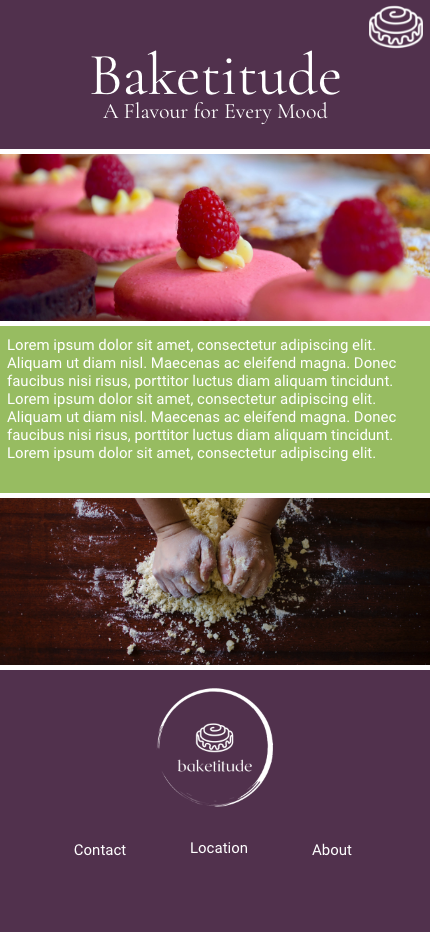 Baketitude
A Flavour for Every Mood
Lorem ipsum dolor sit amet, consectetur adipiscing elit.
Aliquam ut diam nisl. Maecenas ac eleifend magna. Donec
faucibus nisi risus, porttitor luctus diam aliquam tincidunt.
Lorem ipsum dolor sit amet, consectetur adipiscing elit.
Aliquam ut diam nisl. Maecenas ac eleifend magna. Donec
faucibus nisi risus, porttitor luctus diam aliquam tincidunt.
Lorem ipsum dolor sit amet, consectetur adipiscing elit.
baketitude
Contact Location About